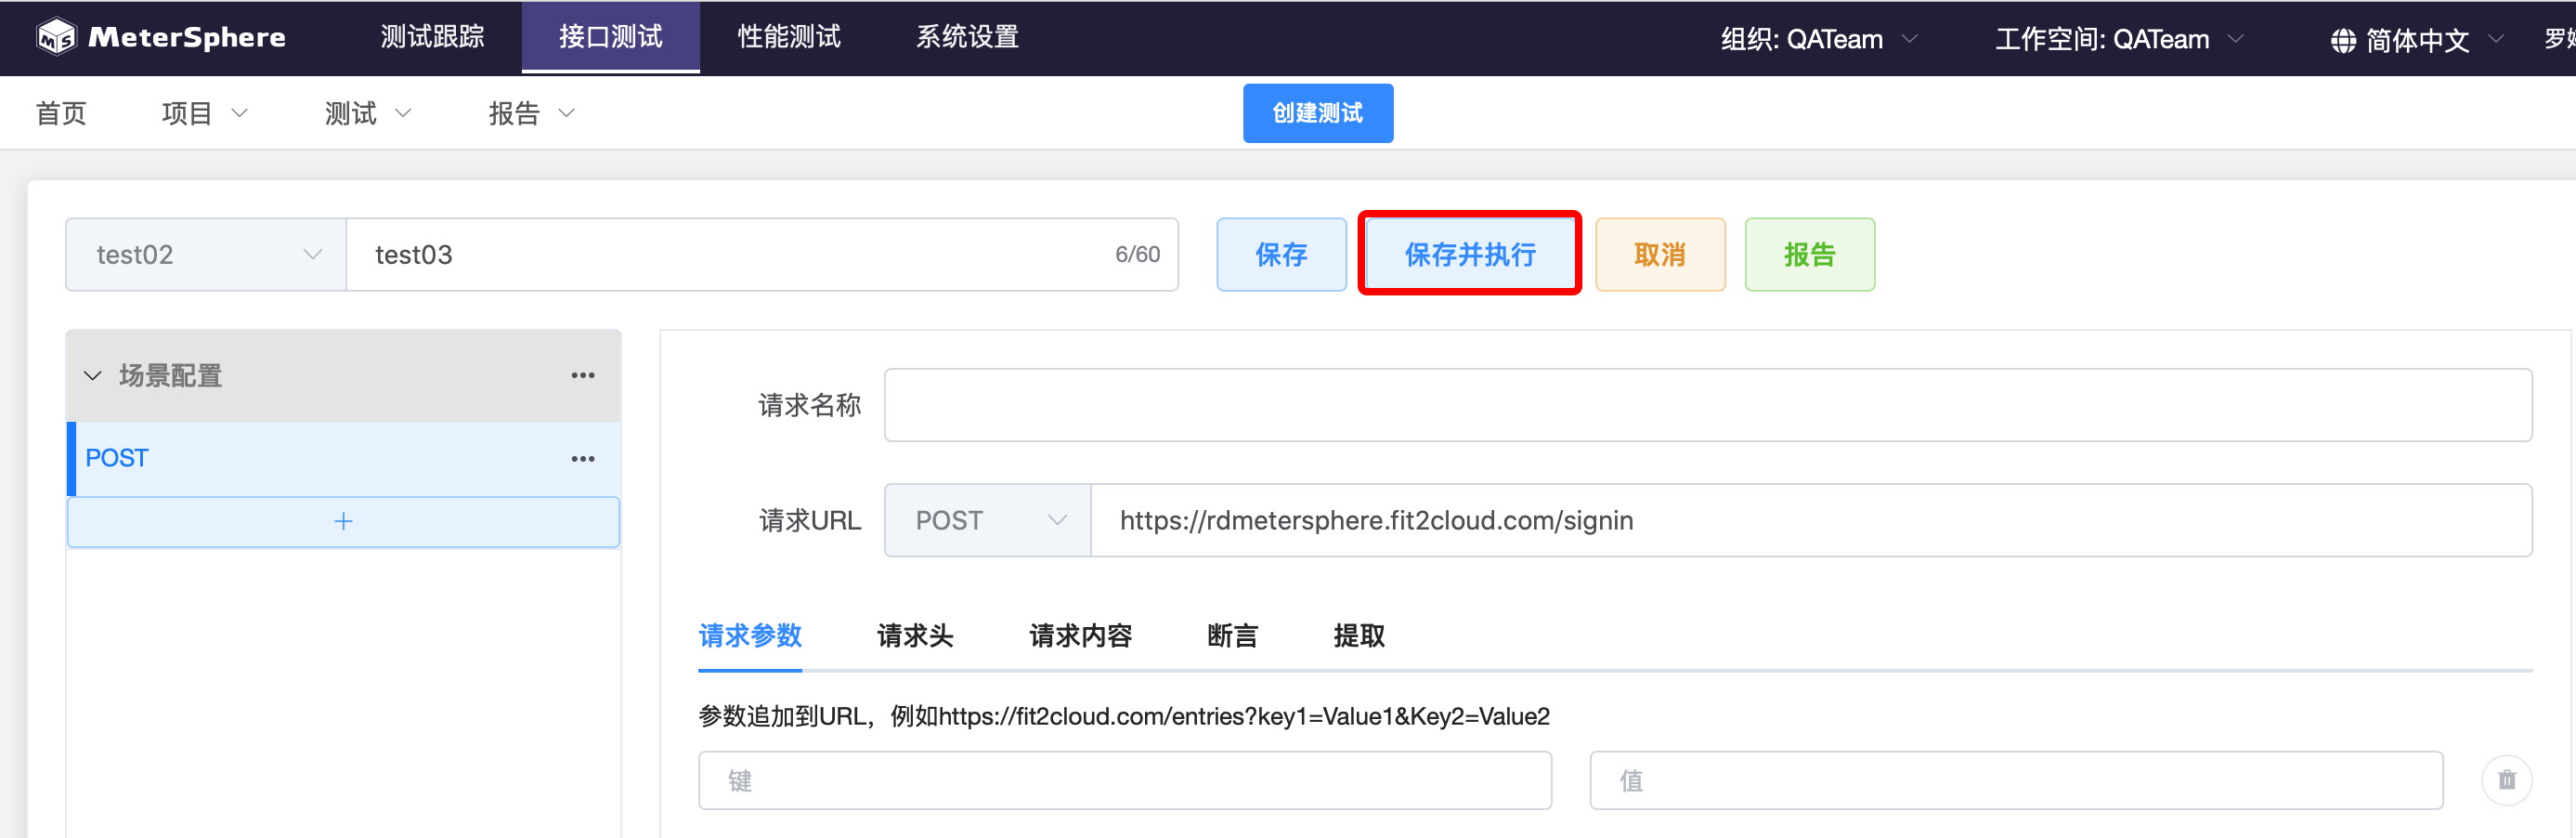 MeterSphere 测试跟踪 接口测试 性能测试 系统设置 组织: QATeam 工作空间: QATeam 简体中文 罗
首页 项目 测试 报告 创建测试
test02 test03 6/60 保存 保存并执行 取消 报告
场景配置
POST
+
请求名称
请求URL POST https://rdmetersphere.fit2cloud.com/signin
请求参数 请求头 请求内容 断言 提取
参数追加到URL，例如https://fit2cloud.com/entries?key1=Value1&Key2=Value2
键 值